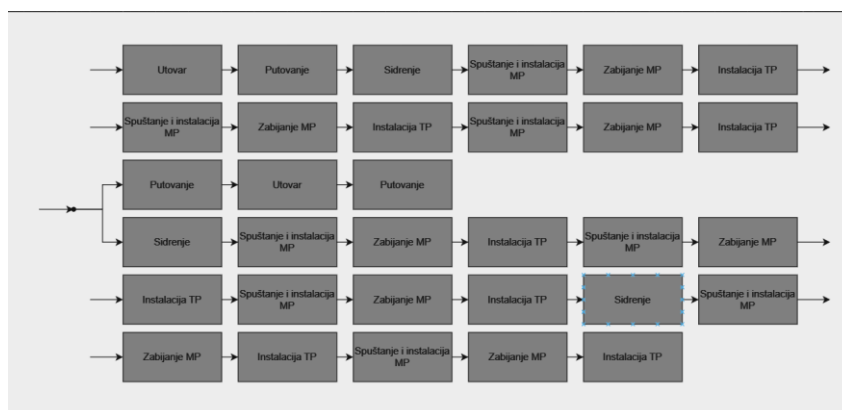 Utovar
Putovanje
Sidrenje
Spuštanje i instalacija
MP
Zabijanje MP
Instalacija TP
Spuštanje i instalacija
MP
Zabijanje MP
Instalacija TP
Spuštanje i instalacija
MP
Zabijanje MP
Instalacija TP
Putovanje
Utovar
Putovanje
Sidrenje
Spuštanje i instalacija
MP
Zabijanje MP
Instalacija TP
Spuštanje i instalacija
MP
Zabijanje MP
Instalacija TP
Spuštanje i instalacija
MP
Zabijanje MP
Instalacija TP
Sidrenje
Spuštanje i instalacija
MP
Zabijanje MP
Instalacija TP
Spuštanje i instalacija
MP
Zabijanje MP
Instalacija TP